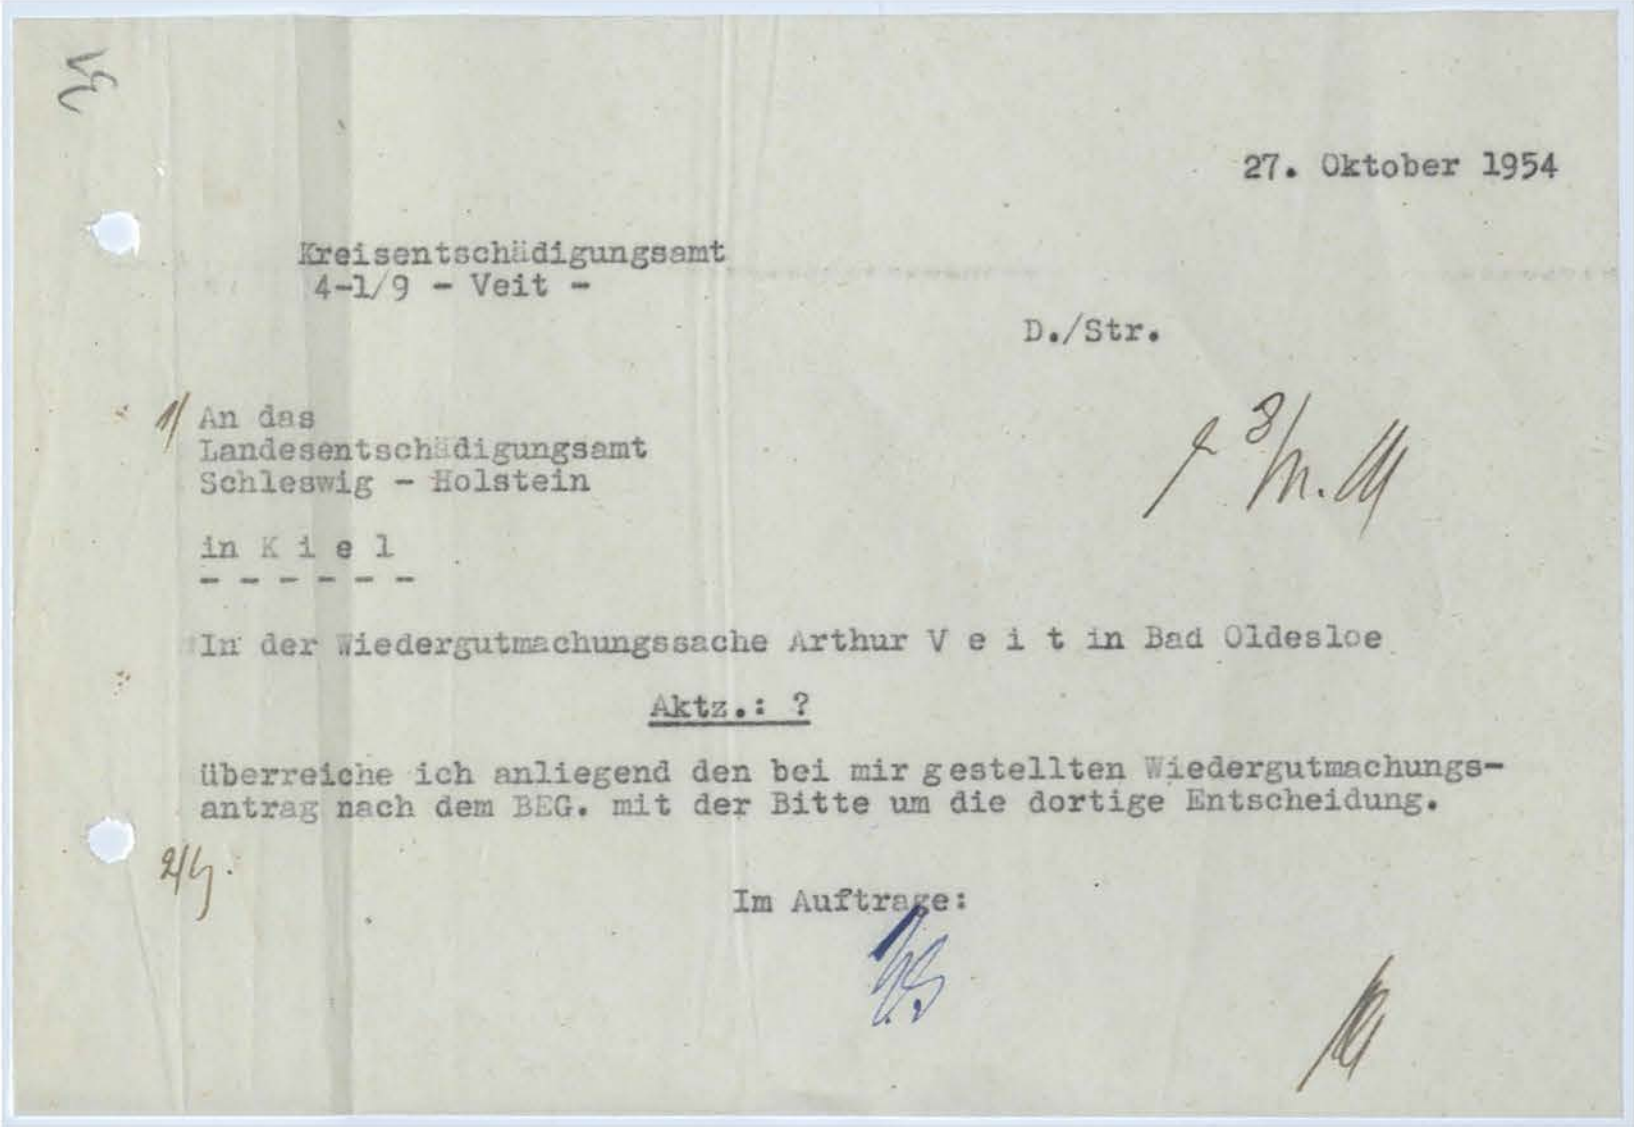 27. Oktober 1954
Kreisentschädigungsamt
4-1/9 - Veit -
D./Str.
1/ An das
Landesentschädigungsamt
Schleswig - Holstein
in K i e l
- - - - - -
In der Wiedergutmachungssache Arthur V e i t in Bad Oldesloe
Aktz.: ?
überreiche ich anliegend den bei mir gestellten Wiedergutmachungs-
antrag nach dem BEG. mit der Bitte um die dortige Entscheidung.
Im Auftrage: